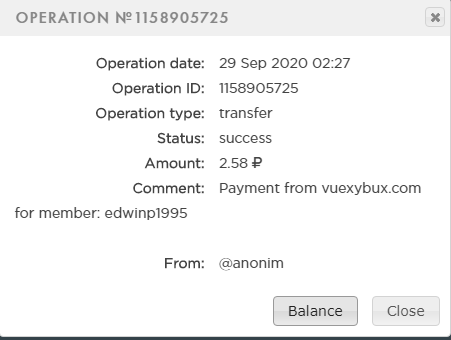 OPERATION №1158905725
Operation date: 29 Sep 2020 02:27
Operation ID: 1158905725
Operation type: transfer
Status: success
Amount: 2.58 ₽
Comment: Payment from vuexybux.com
for member: edwinp1995
From: @anonim
Balance Close